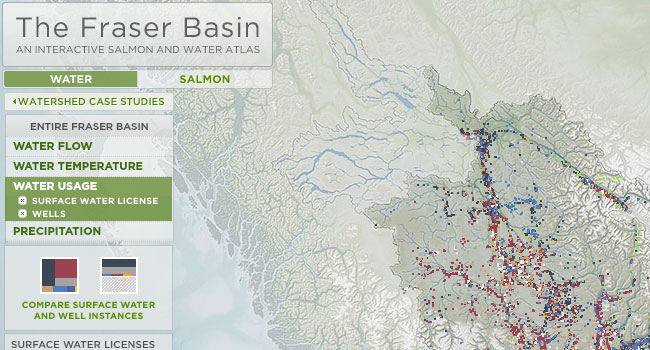 The Fraser Basin
AN INTERACTIVE SALMON AND WATER ATLAS
WATER
SALMON
WATERSHED CASE STUDIES
ENTIRE FRASER BASIN
WATER FLOW
WATER TEMPERATURE
WATER USAGE
SURFACE WATER LICENSE
WELLS
PRECIPITATION
COMPARE SURFACE WATER
AND WELL INSTANCES
SURFACE WATER LICENSES